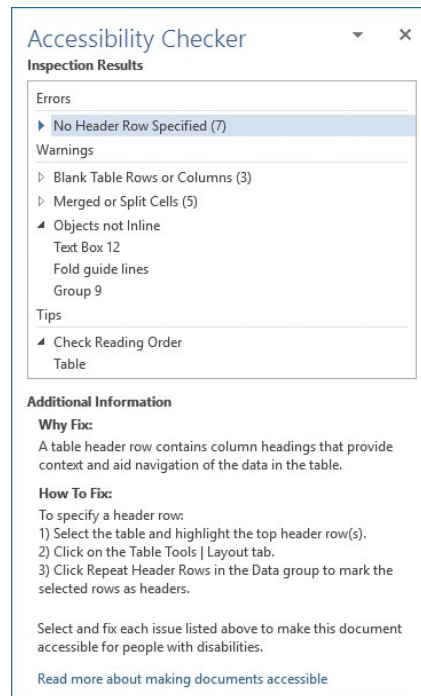 Accessibility Checker
Inspection Results
Errors
No Header Row Specified (7)
Warnings
Blank Table Rows or Columns (3)
Merged or Split Cells (5)
Objects not Inline
Text Box 12
Fold guide lines
Group 9
Tips
Check Reading Order
Table
Additional Information
Why Fix:
A table header row contains column headings that provide
context and aid navigation of the data in the table.
How To Fix:
To specify a header row:
1) Select the table and highlight the top header row(s).
2) Click on the Table Tools | Layout tab.
3) Click Repeat Header Rows in the Data group to mark the
selected rows as headers.
Select and fix each issue listed above to make this document
accessible for people with disabilities.
Read more about making documents accessible